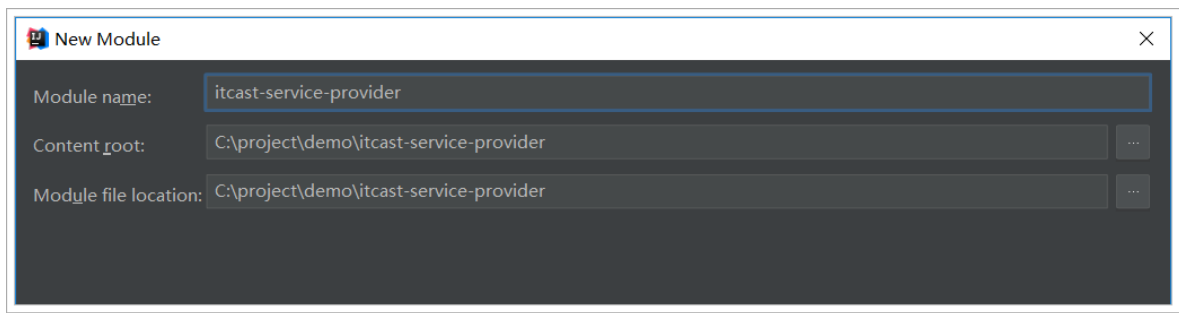 New Module
Module name: itcast-service-provider
Content root: C:\project\demo\itcast-service-provider ...
Module file location: C:\project\demo\itcast-service-provider ...